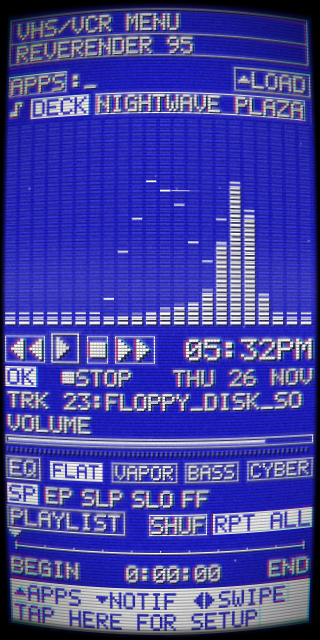 VHS/VCR MENU
REVERENDER 95
APPS:_ ▲LOAD
♪ DECK NIGHTWAVE PLAZA
05:32PM
OK ■STOP THU 26 NOV
TRK 23:FLOPPY_DISK_SO
VOLUME
EQ FLAT VAPOR BASS CYBER
SP EP SLP SLO FF
PLAYLIST SHUF RPT ALL
BEGIN 0:00:00 END
▲APPS ▼NOTIF ◀▶SWIPE
TAP HERE FOR SETUP